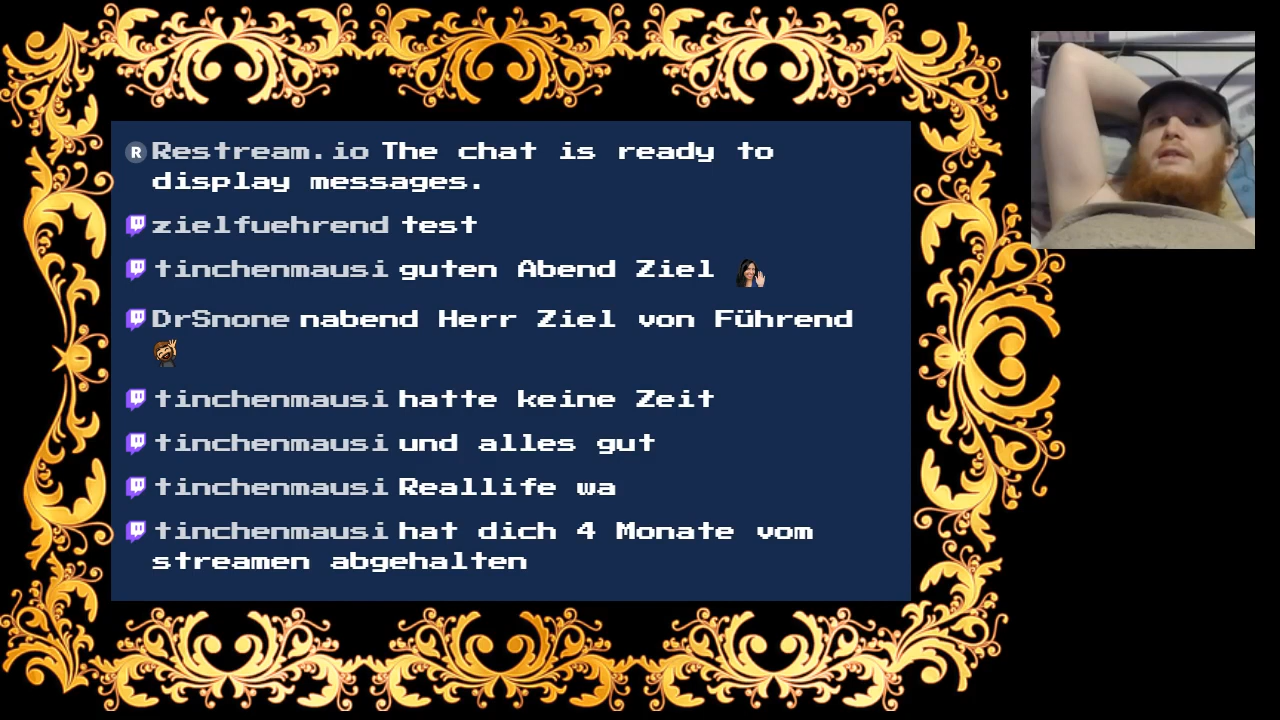 R Restream.io The chat is ready to
display messages.
zielfuehrend test
tinchenmausi guten Abend Ziel
DrSnone nabend Herr Ziel von Führend
tinchenmausi hatte keine Zeit
tinchenmausi und alles gut
tinchenmausi Reallife wa
tinchenmausi hat dich 4 Monate vom
streamen abgehalten